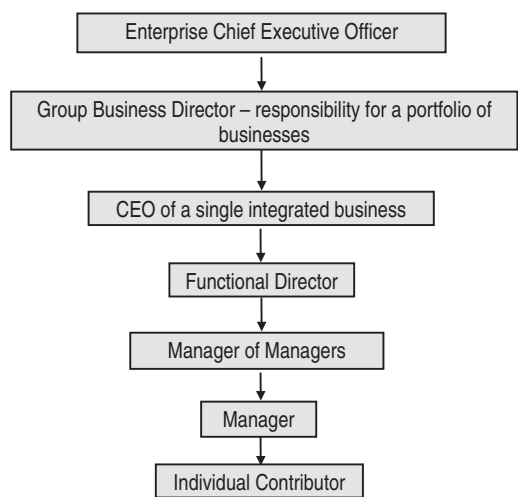 Enterprise Chief Executive Officer
Group Business Director – responsibility for a portfolio of
businesses
CEO of a single integrated business
Functional Director
Manager of Managers
Manager
Individual Contributor